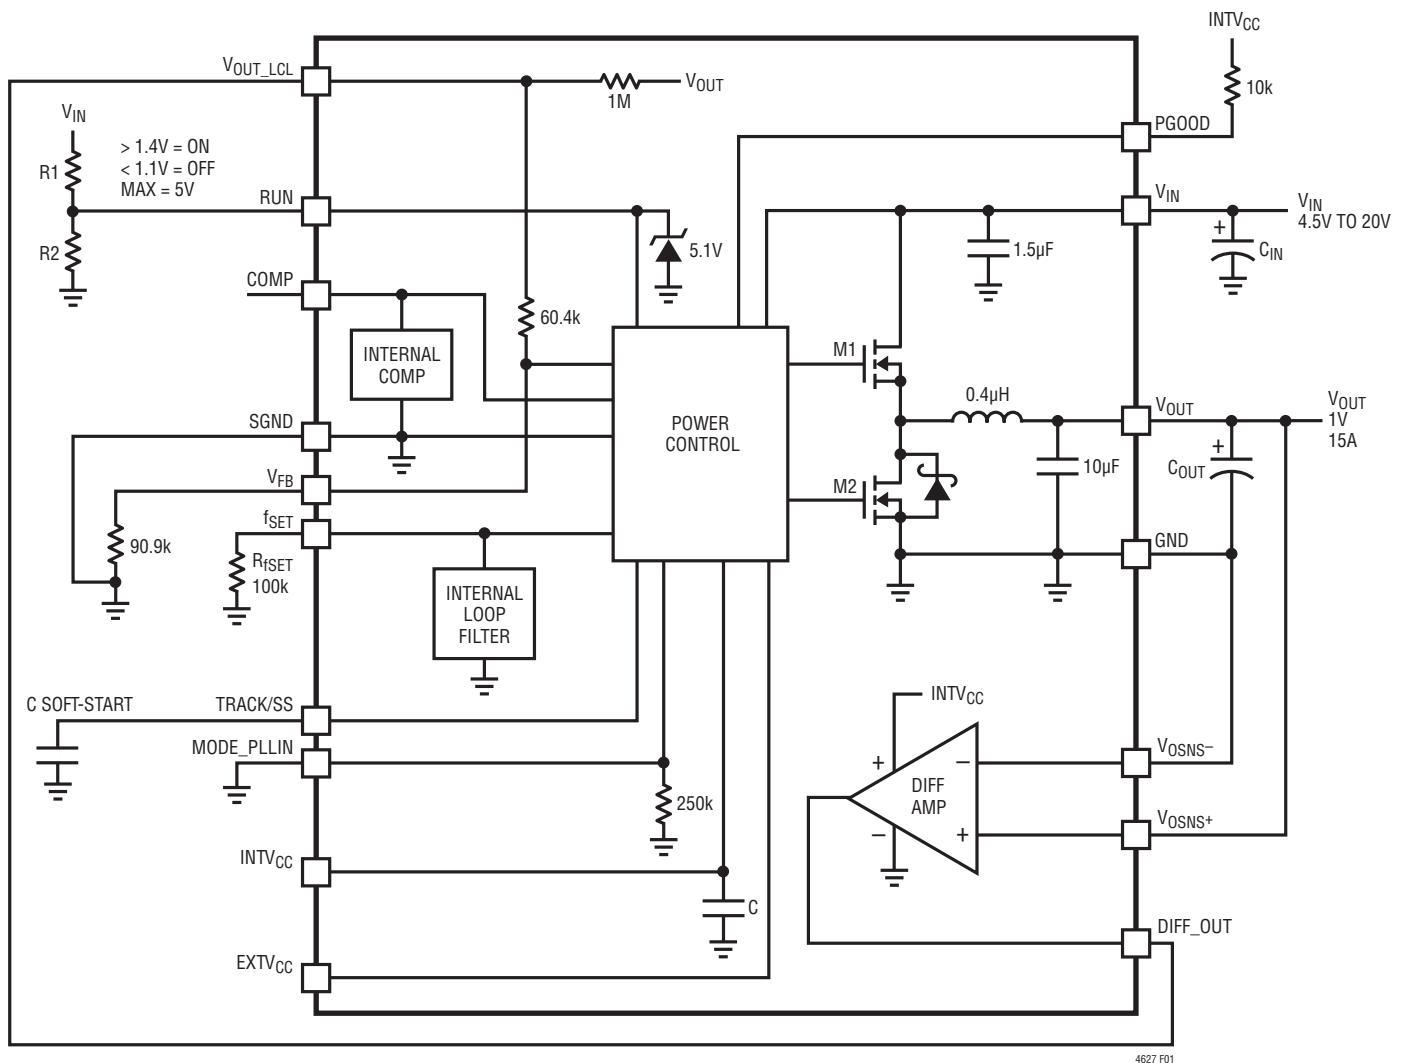 INTVCC
10k
PGOOD
VOUT_LCL
1M
VOUT
VIN
R1
> 1.4V = ON
< 1.1V = OFF
MAX = 5V
RUN
R2
5.1V
COMP
60.4k
INTERNAL
COMP
SGND
VFB
fSET
90.9k
RfSET
100k
INTERNAL
LOOP
FILTER
POWER
CONTROL
VIN
VIN
4.5V TO 20V
+
CIN
1.5µF
M1
0.4µH
VOUT
VOUT
1V
15A
+
COUT
10µF
M2
GND
C SOFT-START
TRACK/SS
MODE_PLLIN
250k
INTVCC
C
EXTVCC
INTVCC
+
–
DIFF
AMP
–
+
VOSNS–
VOSNS+
DIFF_OUT
4627 F01